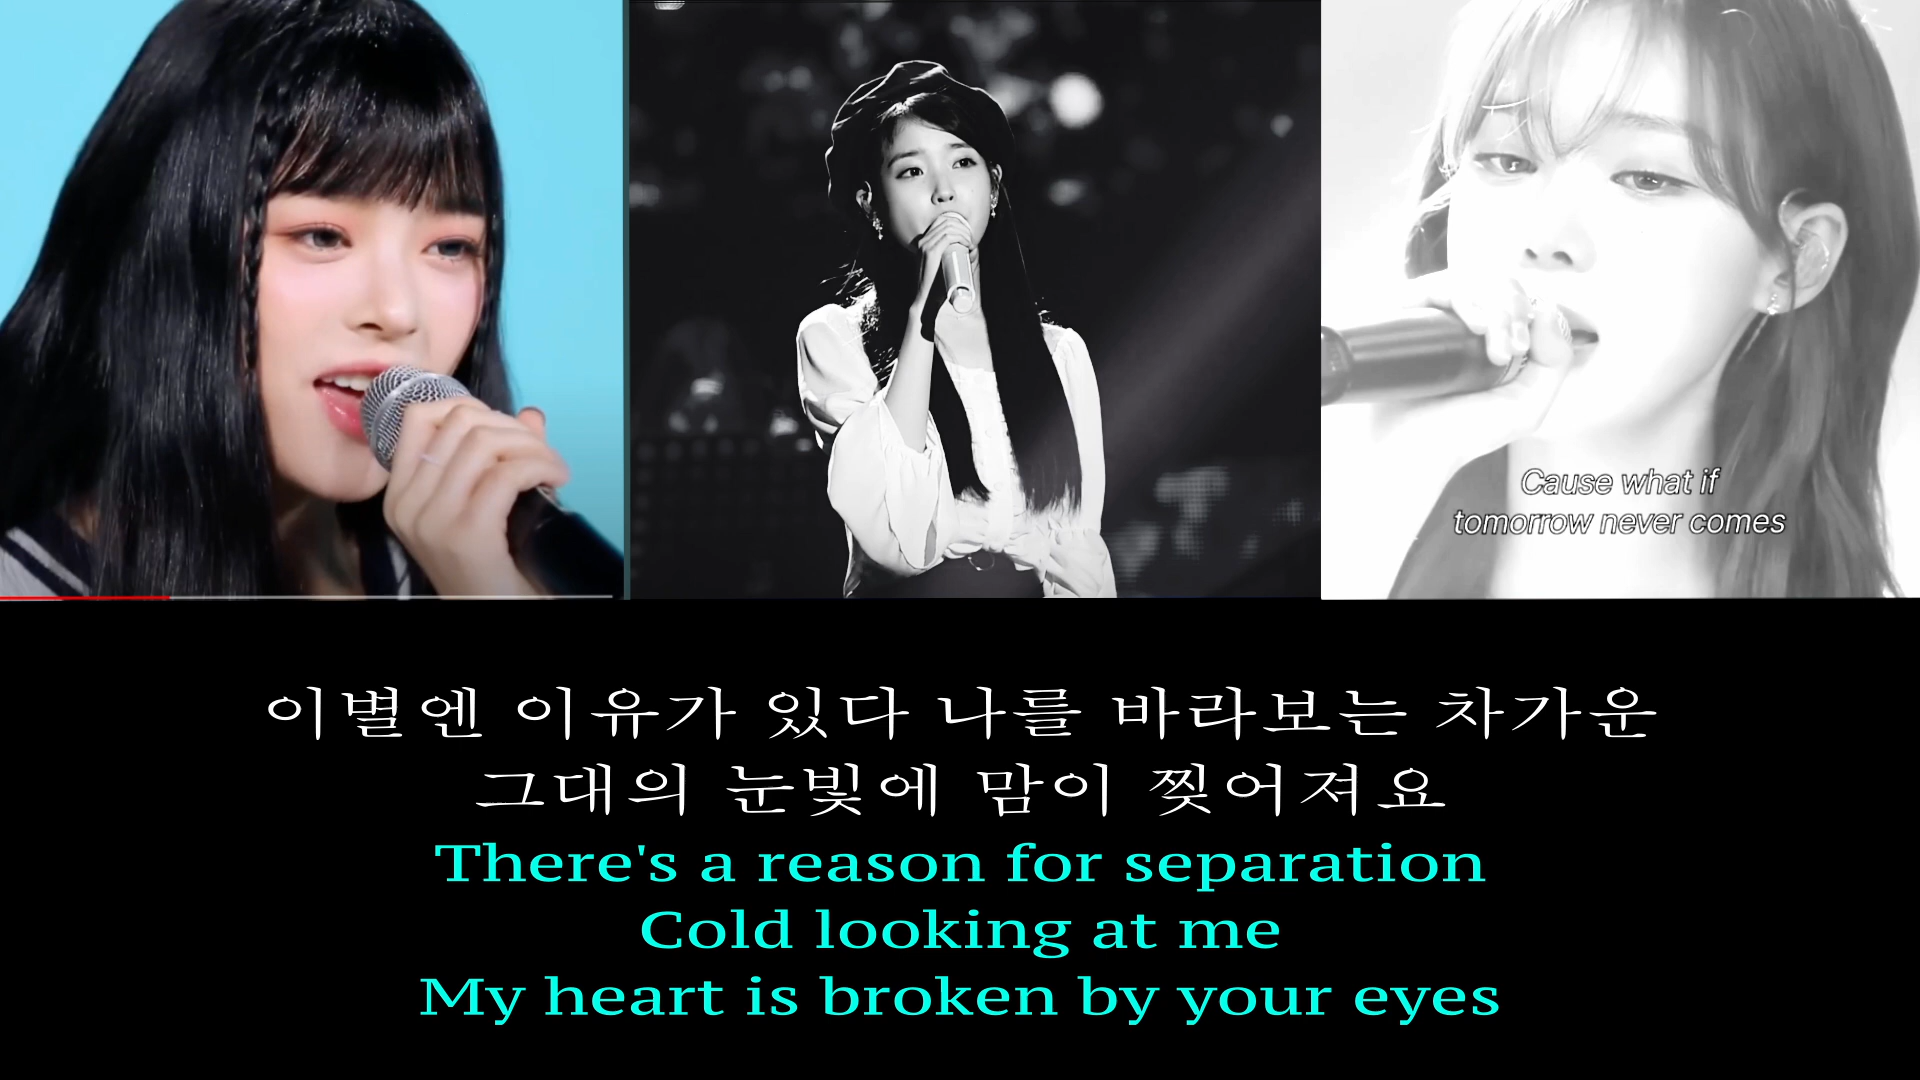 Cause what if
tomorrow never comes
이별엔 이유가 있다 나를 바라보는 차가운
그대의 눈빛에 맘이 찢어져요
There's a reason for separation
Cold looking at me
My heart is broken by your eyes